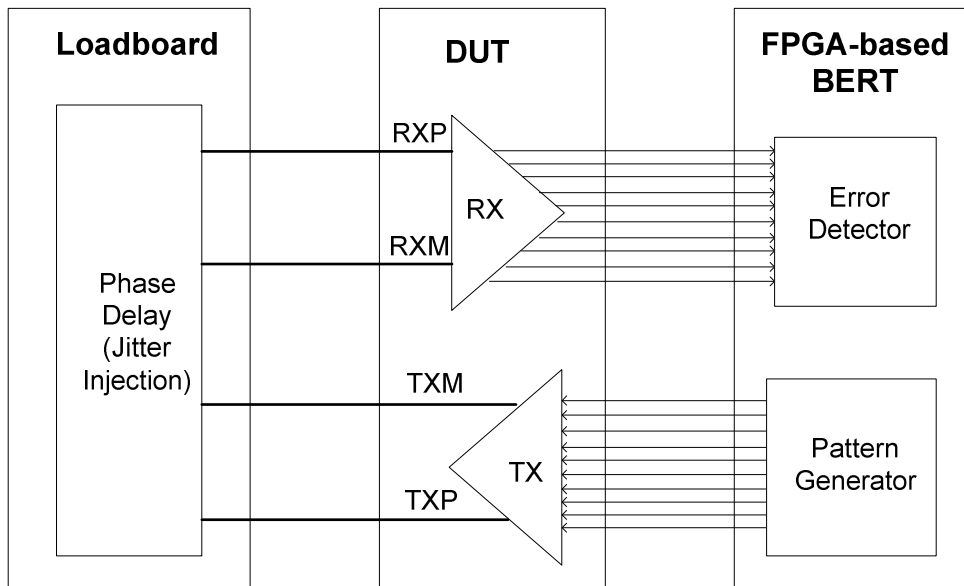 Loadboard
DUT
FPGA-based
BERT
RXP
RX
RXM
Error
Detector
Phase
Delay
(Jitter
Injection)
TXM
TX
TXP
Pattern
Generator